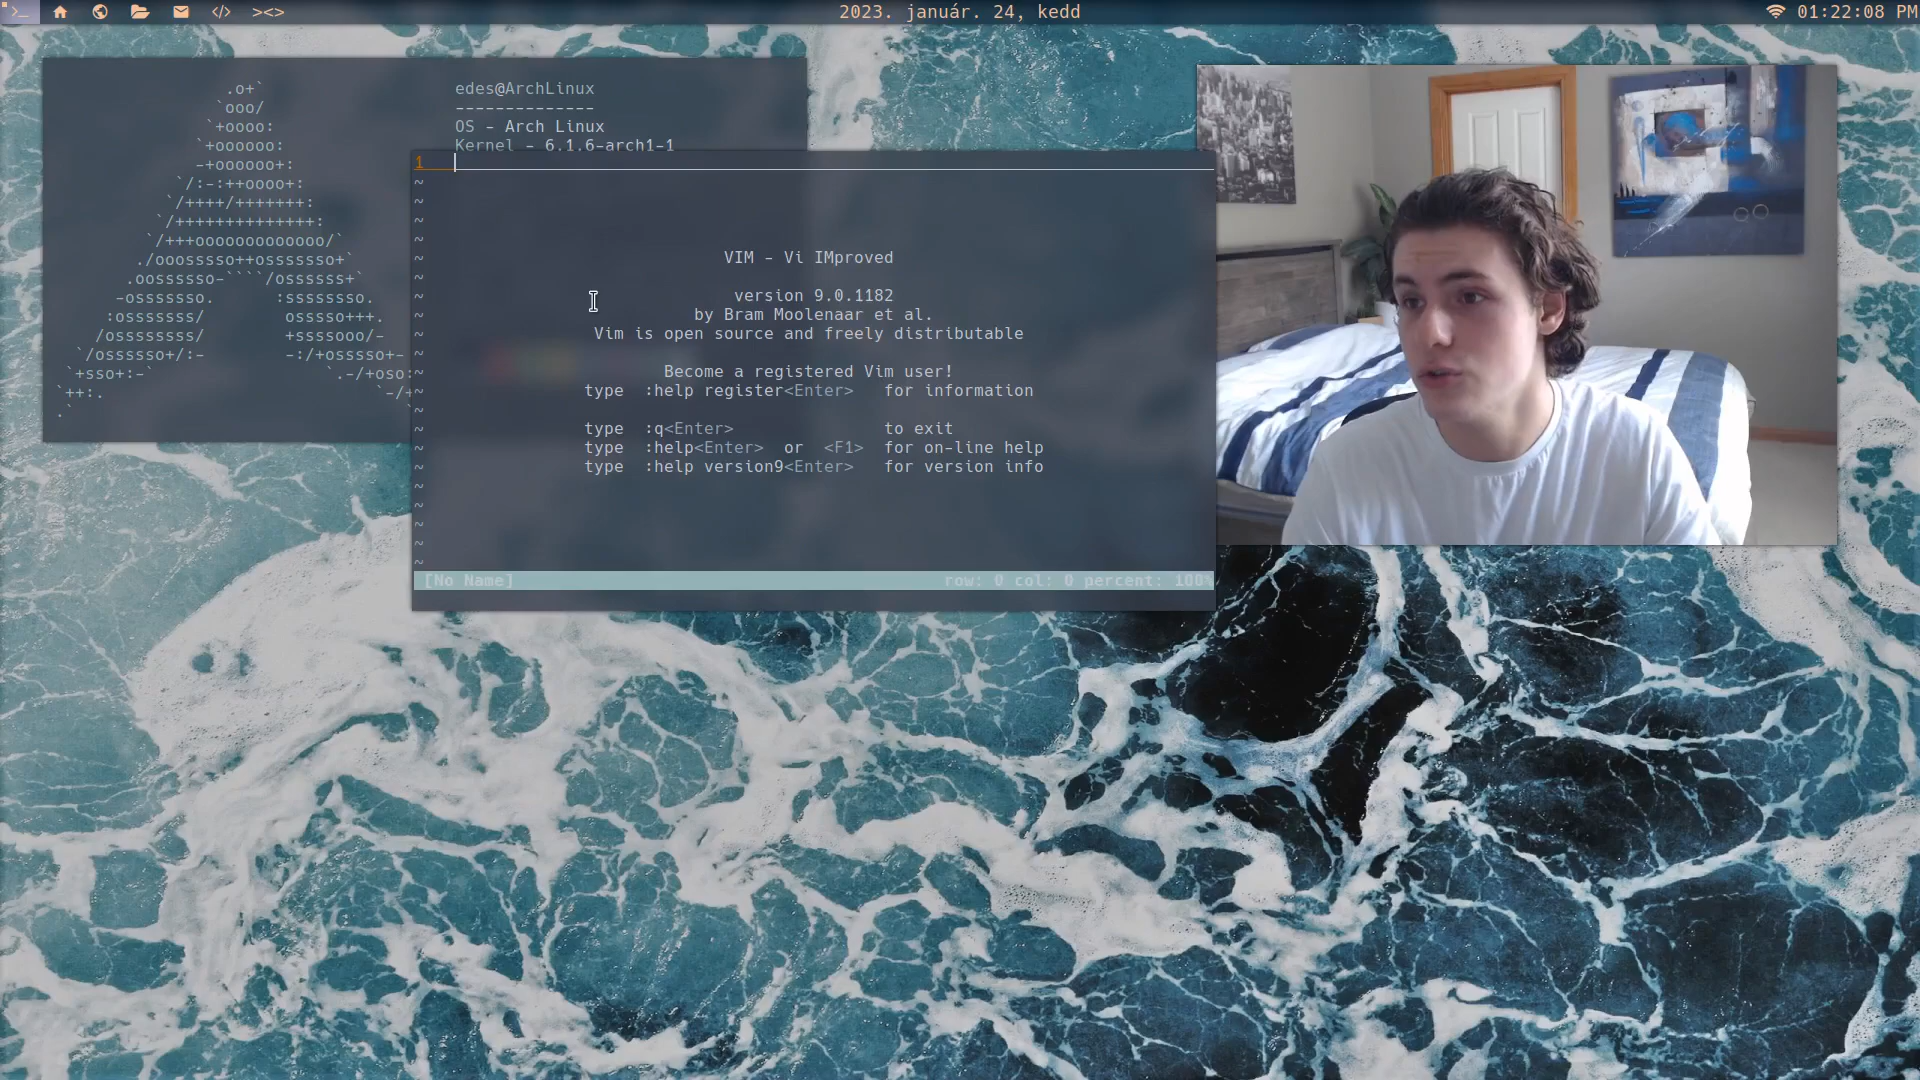 2023. január. 24, kedd
01:22:08 PM
edes@ArchLinux
--------------
OS - Arch Linux
Kernel - 6.1.6-arch1-1
1
VIM - Vi IMproved
version 9.0.1182
by Bram Moolenaar et al.
Vim is open source and freely distributable
Become a registered Vim user!
type :help register<Enter> for information
type :q<Enter> to exit
type :help<Enter> or <F1> for on-line help
type :help version9<Enter> for version info
[No Name] row: 0 col: 0 percent: 100%